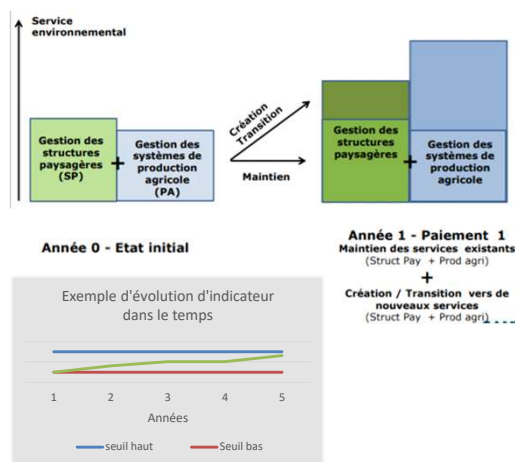 Service
environnemental
Gestion des
structures
paysagères
(SP)
+
Gestion des
systèmes de
production
agricole
(PA)
Création
Transition
Maintien
Gestion des
structures
paysagères
+
Gestion des
systèmes de
production
agricole
Année 0 - Etat initial
Année 1 - Paiement 1
Maintien des services existants
(Struct Pay + Prod agri)
+
Création / Transition vers de
nouveaux services
(Struct Pay + Prod agri)
Exemple d'évolution d'indicateur
dans le temps
1 2 3 4 5
Années
seuil haut Seuil bas